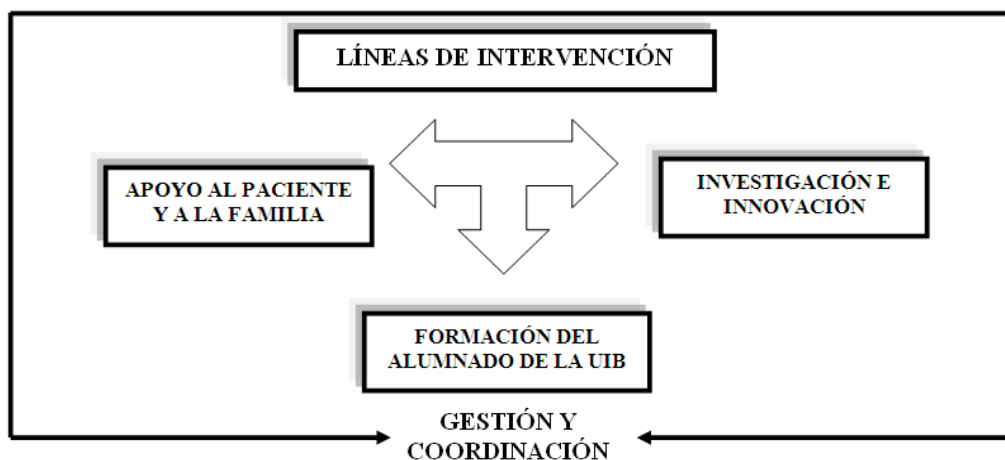 LÍNEAS DE INTERVENCIÓN
APOYO AL PACIENTE
Y A LA FAMILIA
INVESTIGACIÓN E
INNOVACIÓN
FORMACIÓN DEL
ALUMNADO DE LA UIB
GESTIÓN Y
COORDINACIÓN